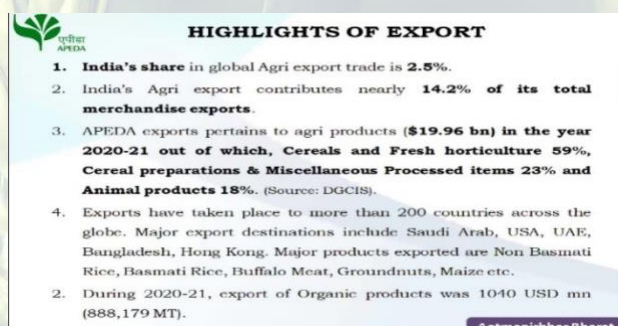 एपीडा
APEDA
HIGHLIGHTS OF EXPORT
1. India's share in global Agri export trade is 2.5%.
2. India's Agri export contributes nearly 14.2% of its total
merchandise exports.
3. APEDA exports pertains to agri products ($19.96 bn) in the year
2020-21 out of which, Cereals and Fresh horticulture 59%,
Cereal preparations & Miscellaneous Processed items 23% and
Animal products 18%. (Source: DGCIS).
4. Exports have taken place to more than 200 countries across the
globe. Major export destinations include Saudi Arab, USA, UAE,
Bangladesh, Hong Kong. Major products exported are Non Basmati
Rice, Basmati Rice, Buffalo Meat, Groundnuts, Maize etc.
2. During 2020-21, export of Organic products was 1040 USD mn
(888,179 MT).